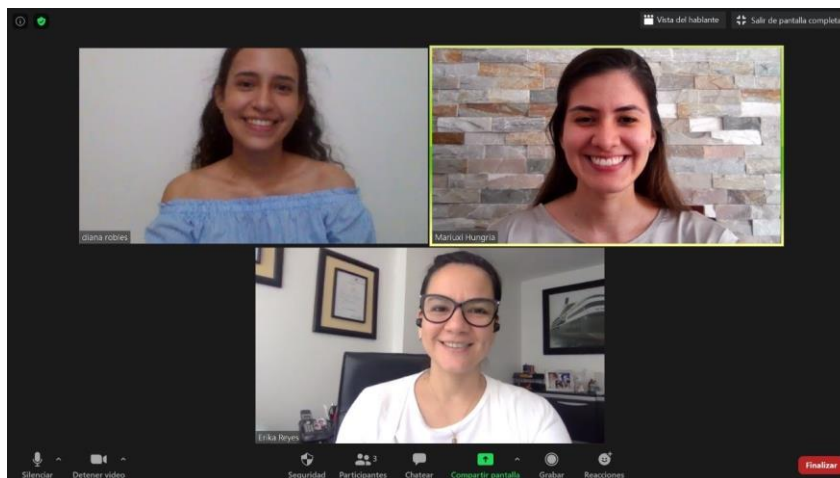 Vista del hablante
Salir de pantalla completa
diana robles
Mariuxi Hungria
Erika Reyes
Silenciar
Detener video
Seguridad
Participantes
3
Chatear
Compartir pantalla
Grabar
Reacciones
Finalizar